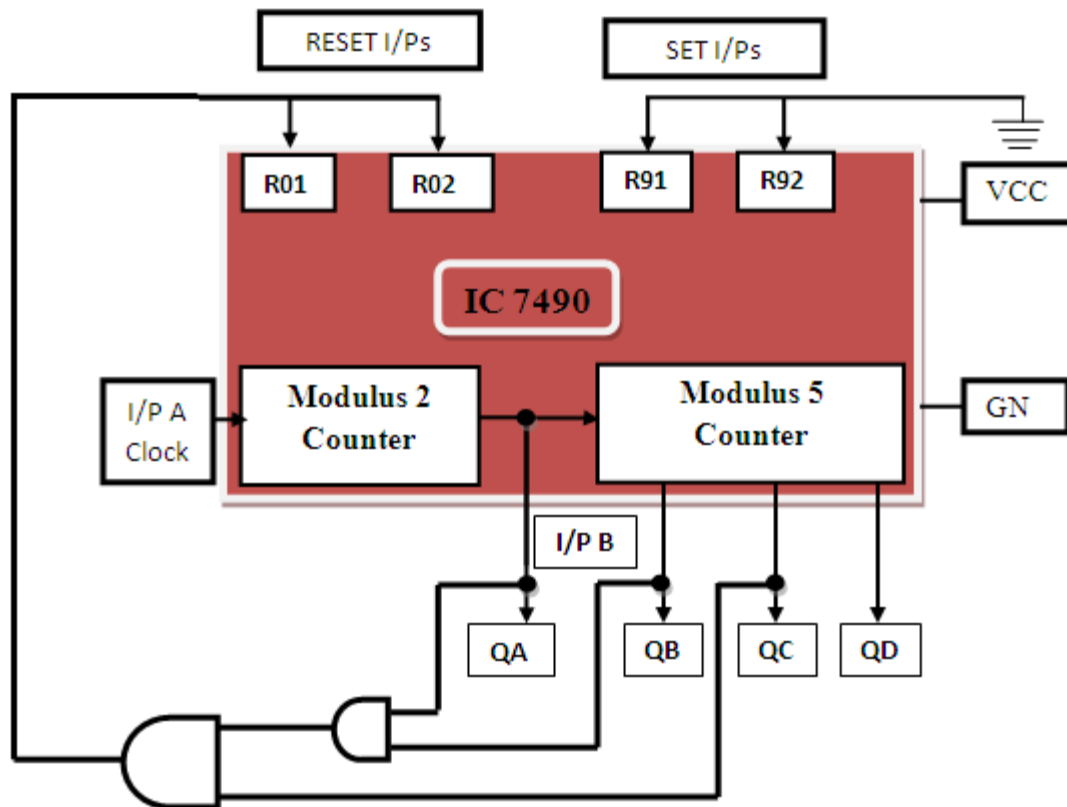 RESET I/Ps
SET I/Ps
R01
R02
R91
R92
VCC
IC 7490
I/P A
Clock
Modulus 2
Counter
Modulus 5
Counter
GN
I/P B
QA
QB
QC
QD